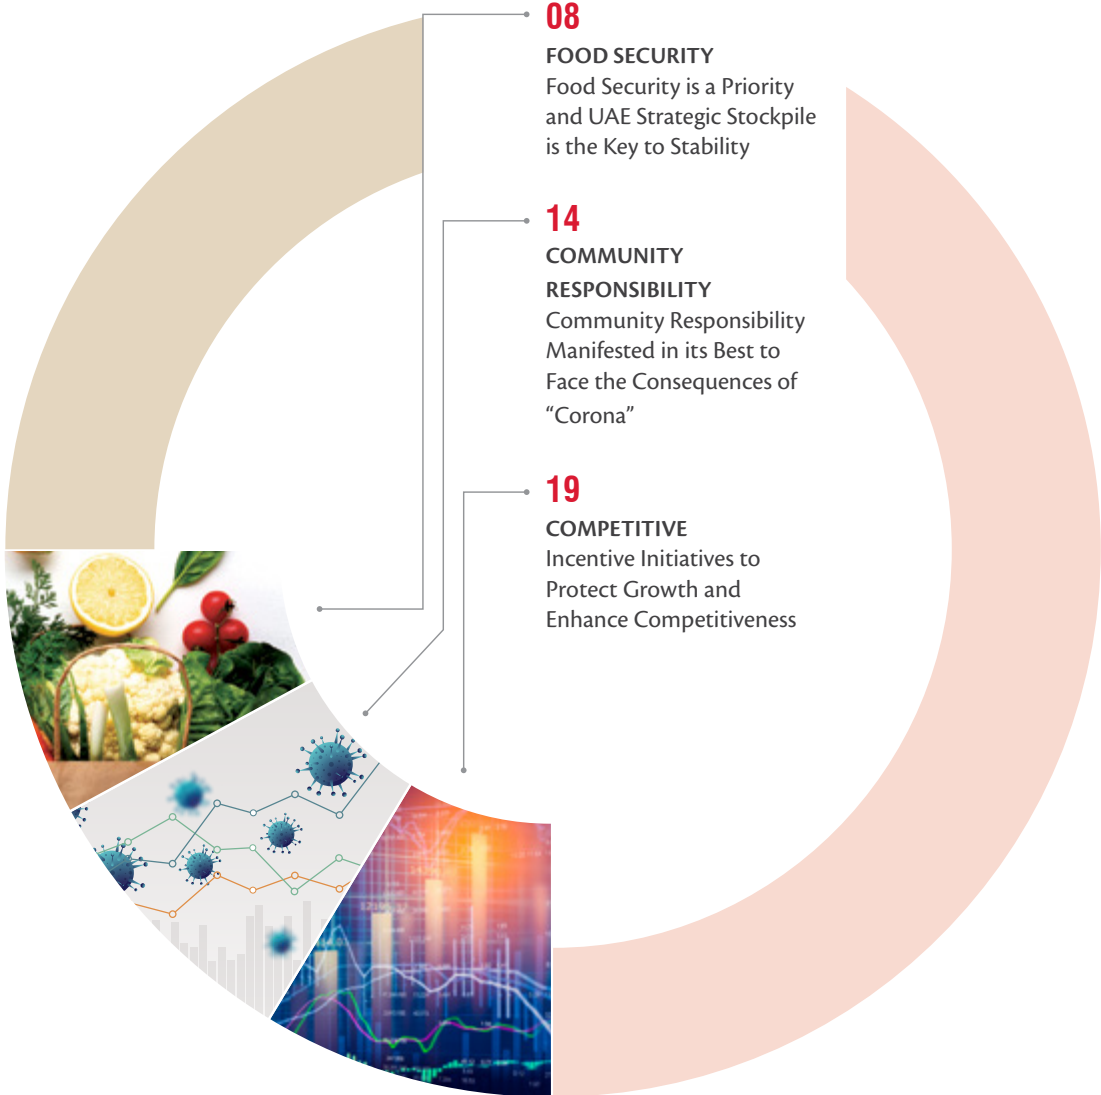 08
FOOD SECURITY
Food Security is a Priority
and UAE Strategic Stockpile
is the Key to Stability
14
COMMUNITY
RESPONSIBILITY
Community Responsibility
Manifested in its Best to
Face the Consequences of
“Corona”
19
COMPETITIVE
Incentive Initiatives to
Protect Growth and
Enhance Competitiveness